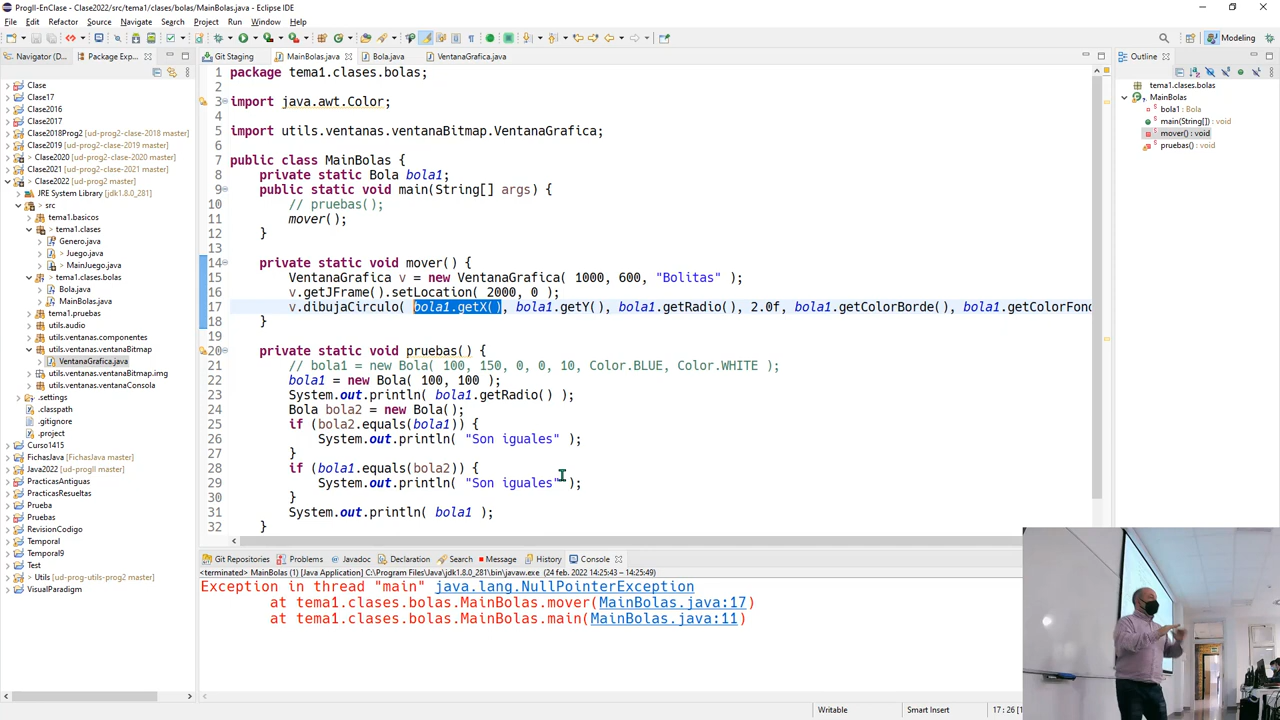 ProgII-EnClase - Clase2022/src/tema1/clases/bolas/MainBolas.java - Eclipse IDE
File Edit Refactor Source Navigate Search Project Run Window Help
Modeling
Navigator (D...
Package Exp...
Git Staging
MainBolas.java
Bola.java
VentanaGrafica.java
Outline
Clase
Clase17
Clase2016
Clase2017
Clase2018Prog2 [ud-prog2-clase-2018 master]
Clase2019 [ud-prog2-clase-2019 master]
> Clase2020 [ud-prog2-clase-2020 master]
Clase2021 [ud-prog2-clase-2021 master]
> Clase2022 [ud-prog2 master]
JRE System Library [jdk1.8.0_281]
> src
tema1.basicos
> tema1.clases
Genero.java
> Juego.java
> MainJuego.java
> tema1.clases.bolas
Bola.java
MainBolas.java
tema1.pruebas
utils.audio
utils.ventanas.componentes
utils.ventanas.ventanaBitmap
VentanaGrafica.java
utils.ventanas.ventanaBitmap.img
utils.ventanas.ventanaConsola
.settings
.classpath
.gitignore
.project
Curso1415
FichasJava [ud-progII master]
Java2022 [ud-progII master]
PracticasAntiguas
PracticasResueltas
Prueba
Pruebas
RevisionCodigo
Temporal
Temporal9
Test
> Utils [ud-prog-utils-prog2 master]
VisualParadigm
1 package tema1.clases.bolas;
2
3 import java.awt.Color;
4
5 import utils.ventanas.ventanaBitmap.VentanaGrafica;
6
7 public class MainBolas {
8 private static Bola bola1;
9 public static void main(String[] args) {
10 // pruebas();
11 mover();
12 }
13
14 private static void mover() {
15 VentanaGrafica v = new VentanaGrafica( 1000, 600, "Bolitas" );
16 v.getJFrame().setLocation( 2000, 0 );
17 v.dibujaCirculo( bola1.getX(), bola1.getY(), bola1.getRadio(), 2.0f, bola1.getColorBorde(), bola1.getColorFond
18 }
19
20 private static void pruebas() {
21 // bola1 = new Bola( 100, 150, 0, 0, 10, Color.BLUE, Color.WHITE );
22 bola1 = new Bola( 100, 100 );
23 System.out.println( bola1.getRadio() );
24 Bola bola2 = new Bola();
25 if (bola2.equals(bola1)) {
26 System.out.println( "Son iguales" );
27 }
28 if (bola1.equals(bola2)) {
29 System.out.println( "Son iguales" );
30 }
31 System.out.println( bola1 );
32 }
tema1.clases.bolas
MainBolas
bola1 : Bola
main(String[]) : void
mover() : void
pruebas() : void
Git Repositories
Problems
Javadoc
Declaration
Search
Message
History
Console
<terminated> MainBolas (1) [Java Application] C:\Program Files\Java\jdk1.8.0_281\bin\javaw.exe (24 feb. 2022 14:25:43 – 14:25:49)
Exception in thread "main" java.lang.NullPointerException
at tema1.clases.bolas.MainBolas.mover(MainBolas.java:17)
at tema1.clases.bolas.MainBolas.main(MainBolas.java:11)
Writable
Smart Insert
17 : 26 [1